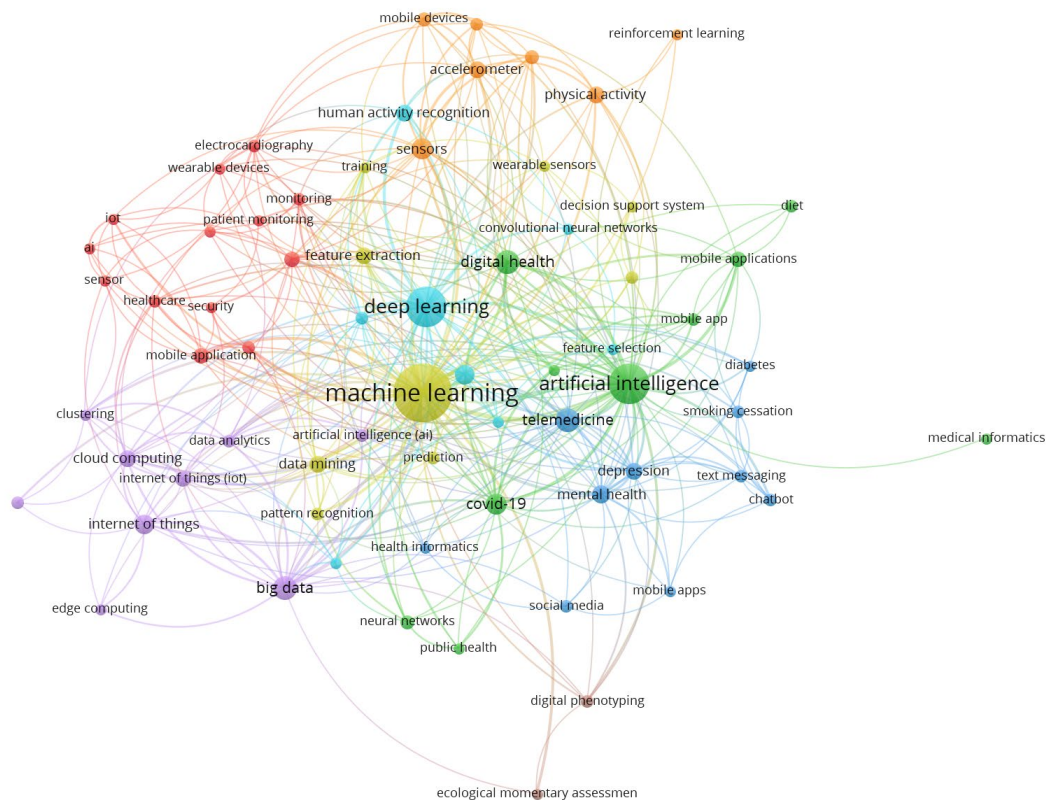 mobile devices
reinforcement learning
accelerometer
physical activity
human activity recognition
electrocardiography
sensors
wearable devices
training
wearable sensors
monitoring
decision support system
diet
iot
patient monitoring
convolutional neural networks
ai
feature extraction
digital health
mobile applications
sensor
healthcare
security
deep learning
mobile app
mobile application
feature selection
diabetes
machine learning
artificial intelligence
clustering
telemedicine
smoking cessation
data analytics
artificial intelligence (ai)
medical informatics
cloud computing
data mining
prediction
internet of things (iot)
depression
text messaging
mental health
chatbot
covid-19
pattern recognition
internet of things
health informatics
big data
mobile apps
edge computing
social media
neural networks
public health
digital phenotyping
ecological momentary assessmen